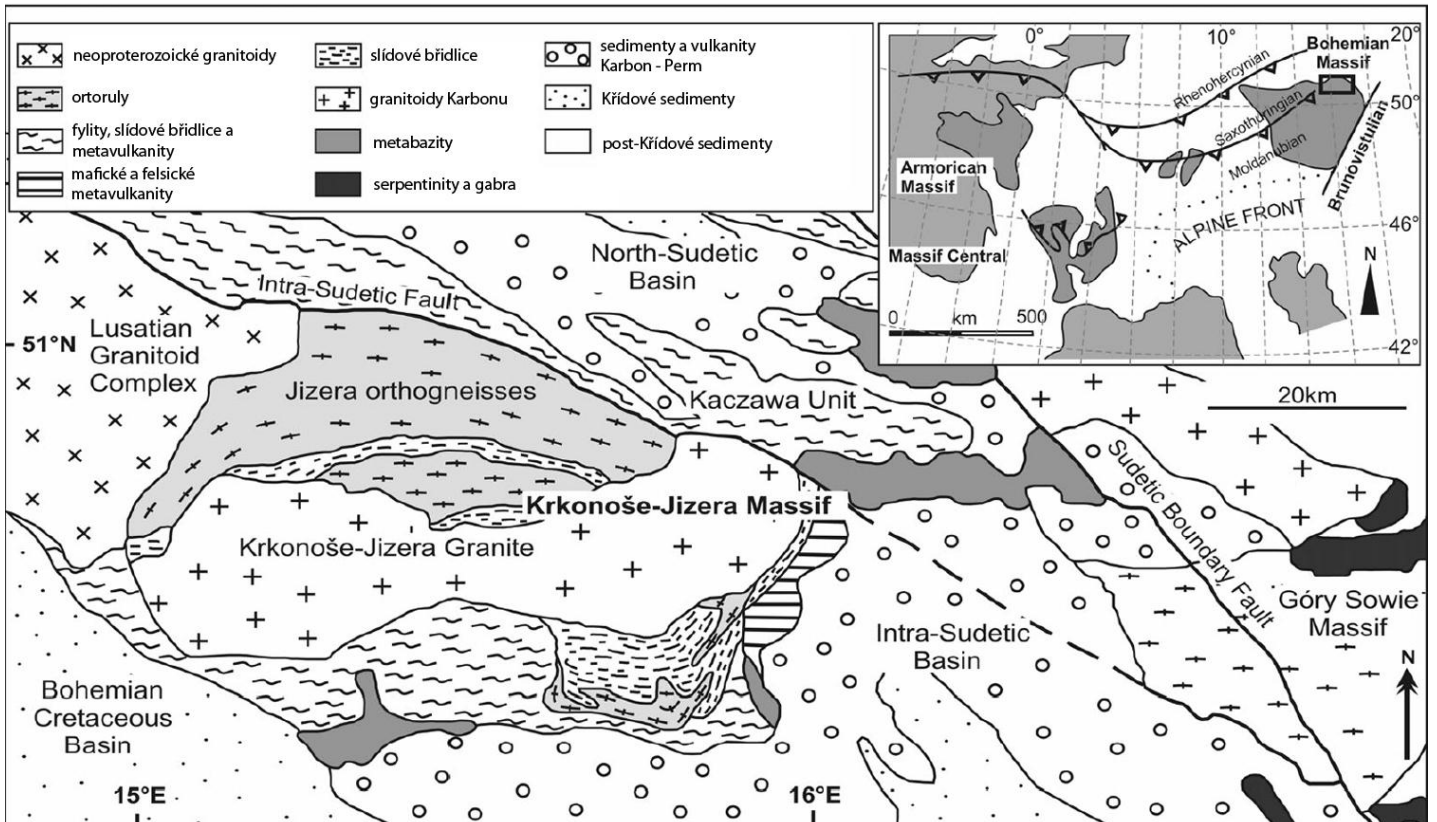 neoproterozoické granitoidy
ortoruly
fylity, slídové břidlice a
metavulkanity
mafické a felsické
metavulkanity
slídové břidlice
granitoidy Karbonu
metabazity
serpentinity a gabra
sedimenty a vulkanity
Karbon - Perm
Křídové sedimenty
post-Křídové sedimenty
0°
10°
20°
Bohemian
Massif
Rhenohercynian
50°
Saxothuringian
Moldanubian
Brunovistulian
Armorican
Massif
ALPINE FRONT
46°
Massif Central
N
0 km 500
42°
North-Sudetic
Basin
Intra-Sudetic Fault
Lusatian
Granitoid
Complex
51°N
Jizera orthogneisses
Kaczawa Unit
20km
Sudetic Boundary Fault
Krkonoše-Jizera Massif
Krkonoše-Jizera Granite
Góry Sowie
Massif
Intra-Sudetic
Basin
N
Bohemian
Cretaceous
Basin
15°E
16°E